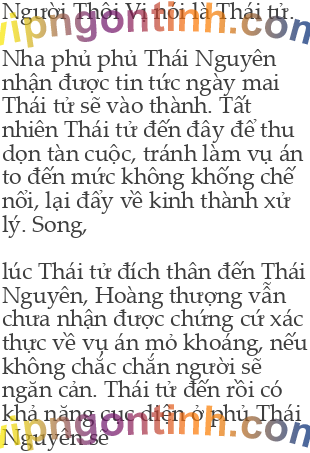 Người Thôi Vị nói là Thái tử.
vipngontinh.com
Nha phủ phủ Thái Nguyên
nhận được tin tức ngày mai
Thái tử sẽ vào thành. Tất
nhiên Thái tử đến đây để thu
dọn tàn cuộc, tránh làm vụ án
to đến mức không khống chế
nổi, lại đẩy về kinh thành xử
lý. Song,
lúc Thái tử đích thân đến Thái
Nguyên, Hoàng thượng vẫn
chưa nhận được chứng cứ xác
thực về vụ án mỏ khoáng, nếu
không chắc chắn người sẽ
ngăn cản. Thái tử đến rồi có
khả năng cục diện ở phủ Thái
vipngontinh.com
Nguyên sẽ